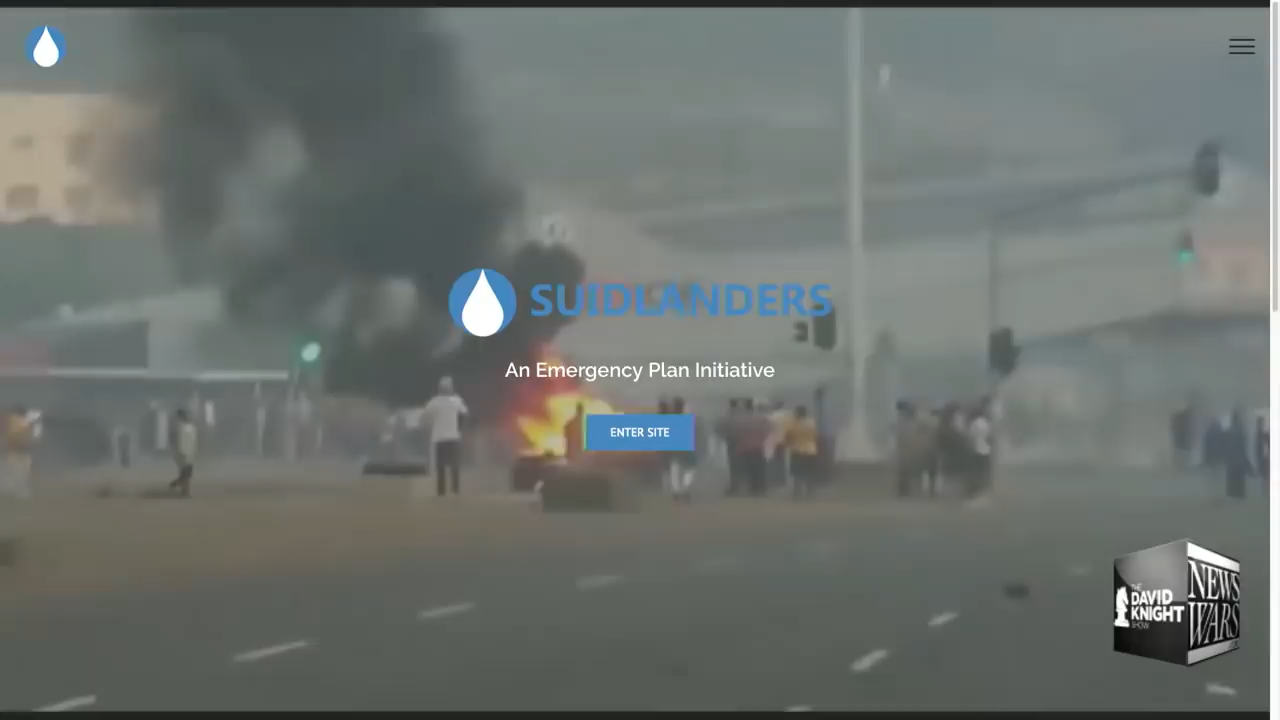 SUIDLANDERS
An Emergency Plan Initiative
ENTER SITE
THE
DAVID
KNIGHT
SHOW
NEWS
WARS